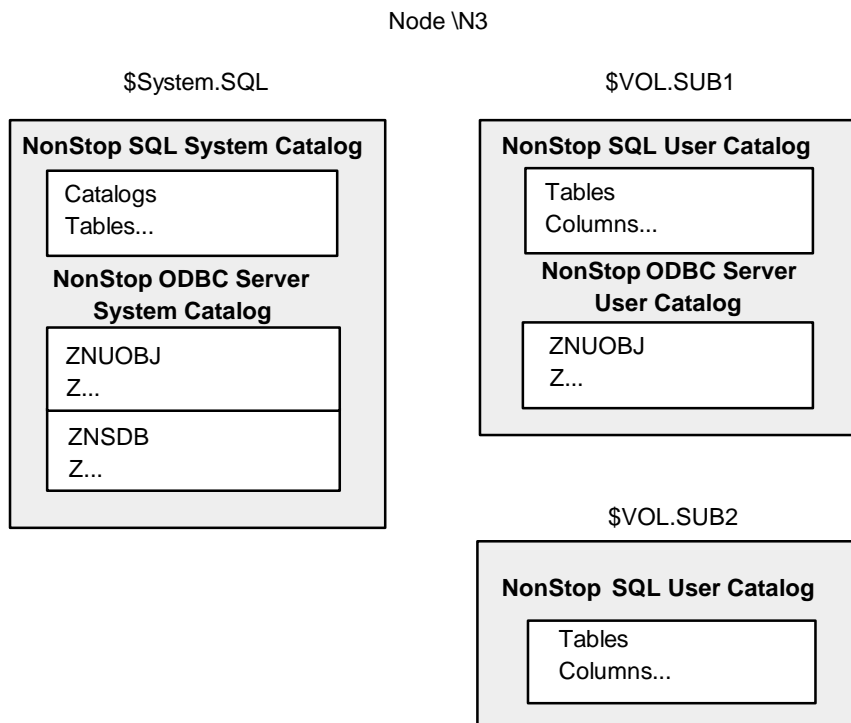 Node \N3
$System.SQL
NonStop SQL System Catalog
Catalogs
Tables...
NonStop ODBC Server
System Catalog
ZNUOBJ
Z...
ZNSDB
Z...
$VOL.SUB1
NonStop SQL User Catalog
Tables
Columns...
NonStop ODBC Server
User Catalog
ZNUOBJ
Z...
$VOL.SUB2
NonStop SQL User Catalog
Tables
Columns...